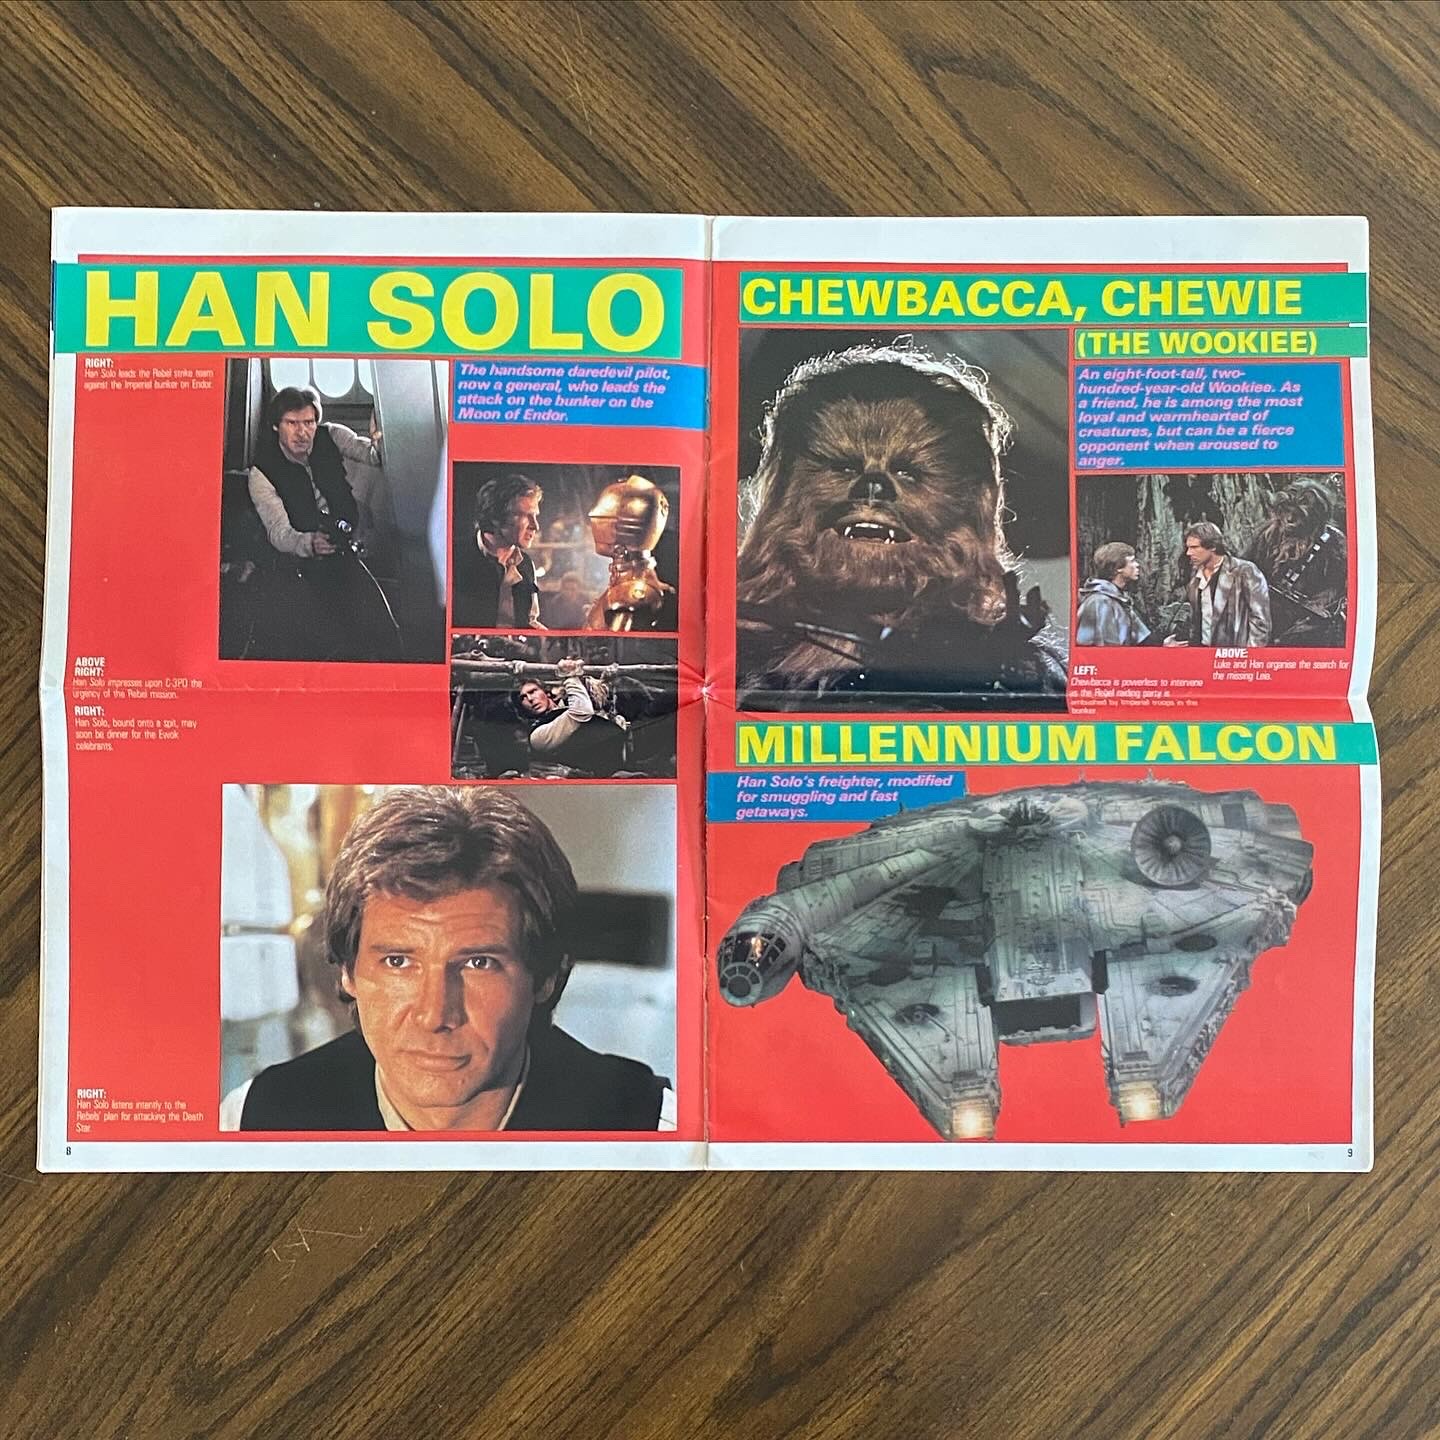 HAN SOLO
RIGHT:
Han Solo leads the Rebel strike team
against the Imperial bunker on Endor.
The handsome daredevil pilot,
now a general, who leads the
attack on the bunker on the
Moon of Endor.
ABOVE
RIGHT:
Han Solo impresses upon C-3PO the
urgency of the Rebel mission.
RIGHT:
Han Solo, bound onto a spit, may
soon be dinner for the Ewok
celebrants.
RIGHT:
Han Solo listens intently to the
Rebels' plan for attacking the Death
Star.
8
CHEWBACCA, CHEWIE
(THE WOOKIEE)
An eight-foot-tall, two-
hundred-year-old Wookiee. As
a friend, he is among the most
loyal and warmhearted of
creatures, but can be a fierce
opponent when aroused to
anger.
LEFT:
Chewbacca is powerless to intervene
as the Rebel raiding party is
ambushed by Imperial troops in the
bunker.
ABOVE:
Luke and Han organise the search for
the missing Leia.
MILLENNIUM FALCON
Han Solo's freighter, modified
for smuggling and fast
getaways.
9